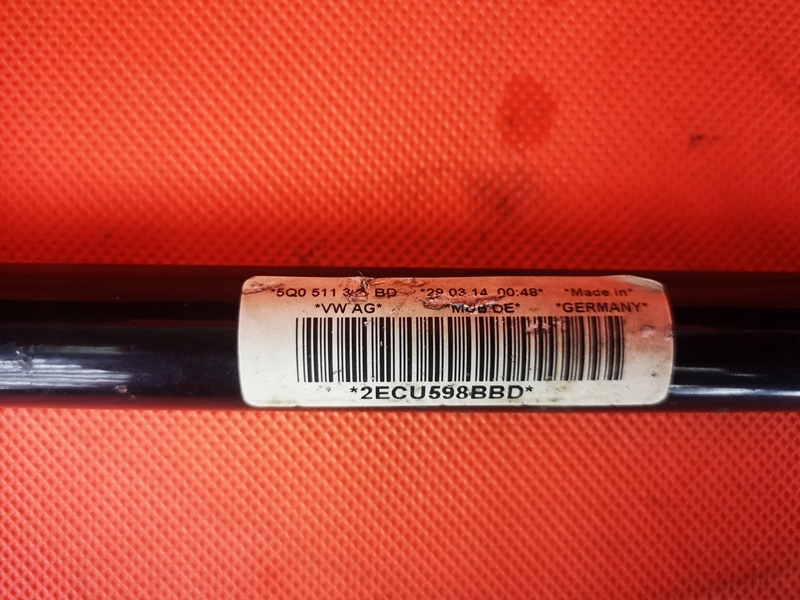 *5Q0 511 BD *29 03 14 00:48* *Made in*
*VW AG* *GERMANY*
*2ECU598BBD*